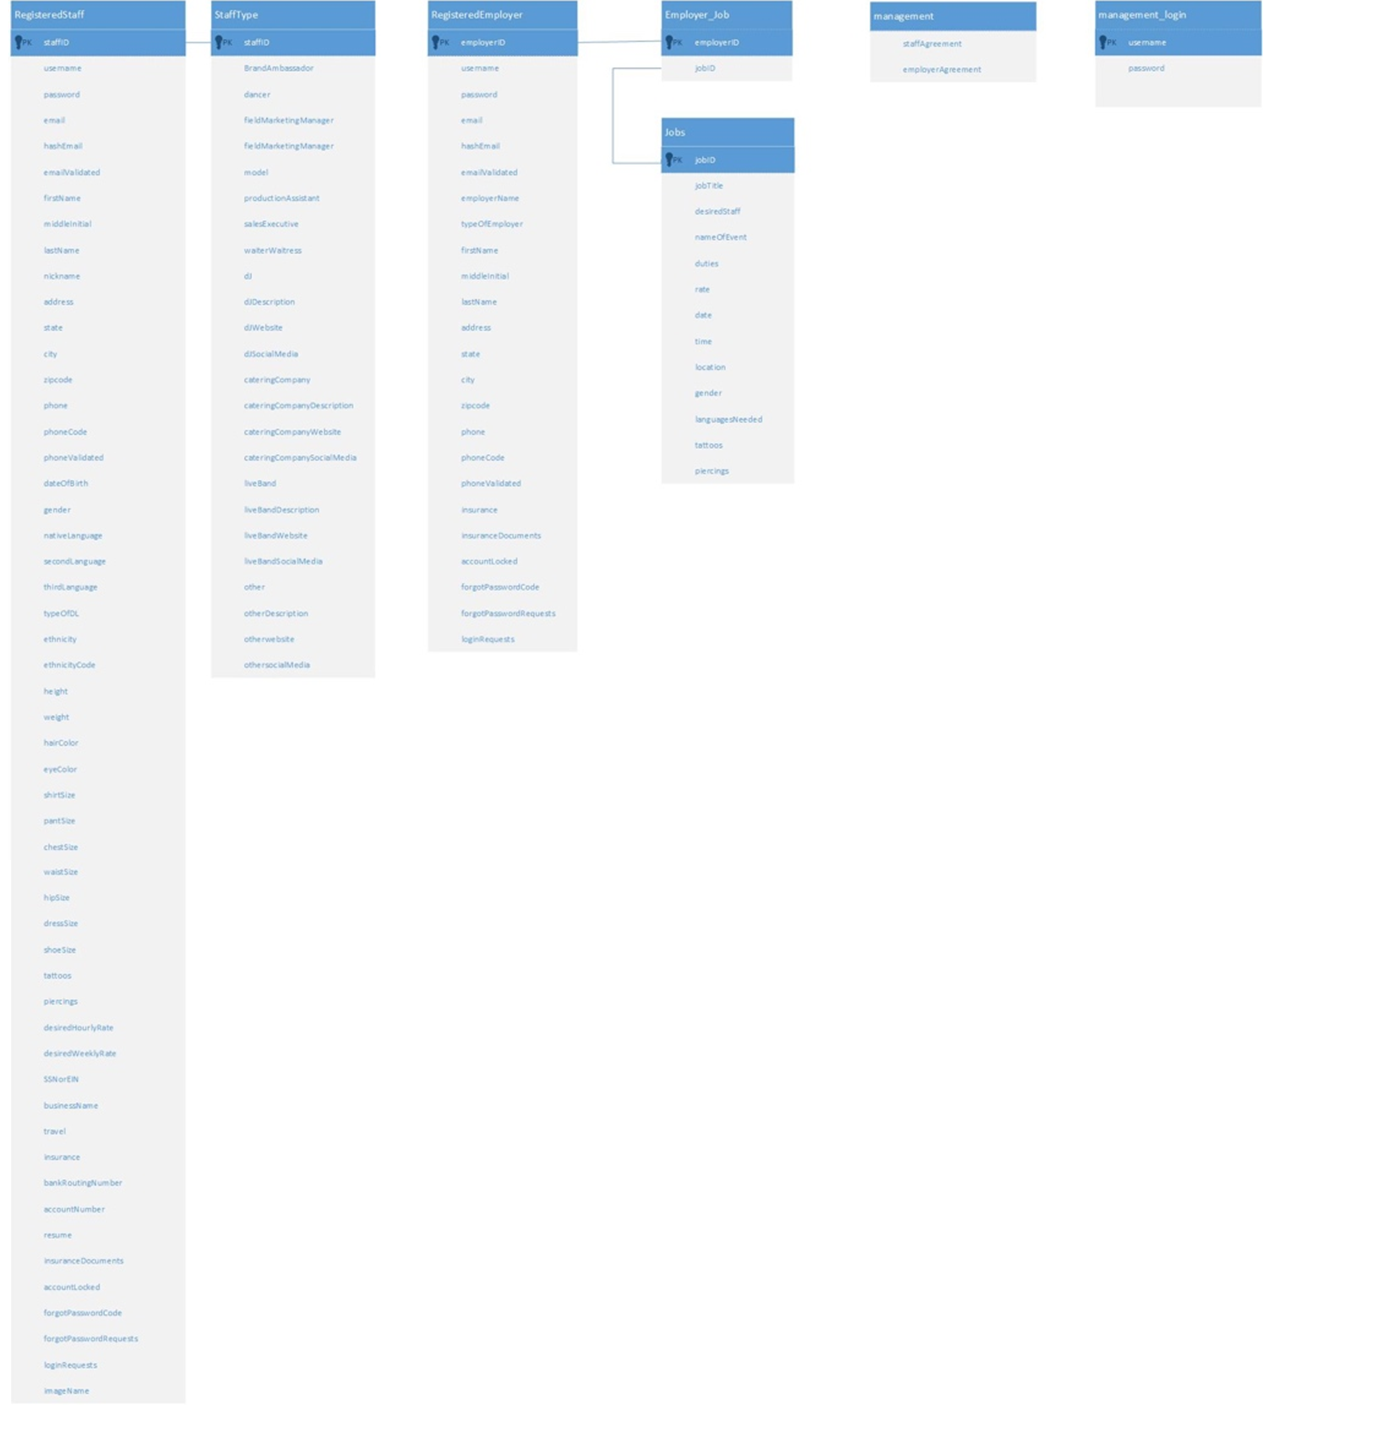 RegisteredStaff
PK staffID
username
password
email
hashEmail
emailValidated
firstName
middleInitial
lastName
nickname
address
state
city
zipcode
phone
phoneCode
phoneValidated
dateOfBirth
gender
nativeLanguage
secondLanguage
thirdLanguage
typeOfDL
ethnicity
ethnicityCode
height
weight
hairColor
eyeColor
shirtSize
pantSize
chestSize
waistSize
hipSize
dressSize
shoeSize
tattoos
piercings
desiredHourlyRate
desiredWeeklyRate
SSNorEIN
businessName
travel
insurance
bankRoutingNumber
accountNumber
resume
insuranceDocuments
accountLocked
forgotPasswordCode
forgotPasswordRequests
loginRequests
imageName
StaffType
PK staffID
BrandAmbassador
dancer
fieldMarketingManager
fieldMarketingManager
model
productionAssistant
salesExecutive
waiterWaitress
dJ
dJDescription
dJWebsite
dJSocialMedia
cateringCompany
cateringCompanyDescription
cateringCompanyWebsite
cateringCompanySocialMedia
liveBand
liveBandDescription
liveBandWebsite
liveBandSocialMedia
other
otherDescription
otherwebsite
othersocialMedia
RegisteredEmployer
PK employerID
username
password
email
hashEmail
emailValidated
employerName
typeOfEmployer
firstName
middleInitial
lastName
address
state
city
zipcode
phone
phoneCode
phoneValidated
insurance
insuranceDocuments
accountLocked
forgotPasswordCode
forgotPasswordRequests
loginRequests
Employer_Job
PK employerID
jobID
Jobs
PK jobID
jobTitle
desiredStaff
nameOfEvent
duties
rate
date
time
location
gender
languagesNeeded
tattoos
piercings
management
staffAgreement
employerAgreement
management_login
PK username
password